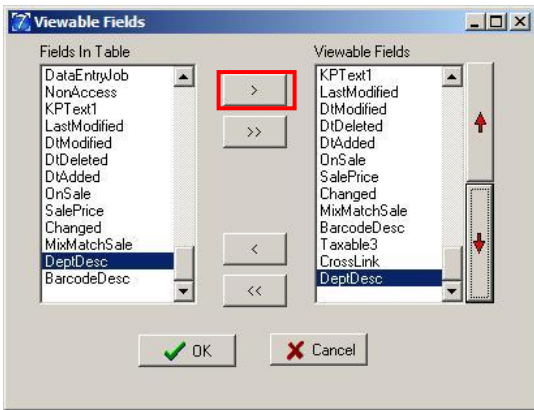 Viewable Fields
Fields In Table
DataEntryJob
NonAccess
KPText1
LastModified
DtModified
DtDeleted
DtAdded
OnSale
SalePrice
Changed
MixMatchSale
DeptDesc
BarcodeDesc
>
>>
<
<<
Viewable Fields
KPText1
LastModified
DtModified
DtDeleted
DtAdded
OnSale
SalePrice
Changed
MixMatchSale
BarcodeDesc
Taxable3
CrossLink
DeptDesc
OK
Cancel